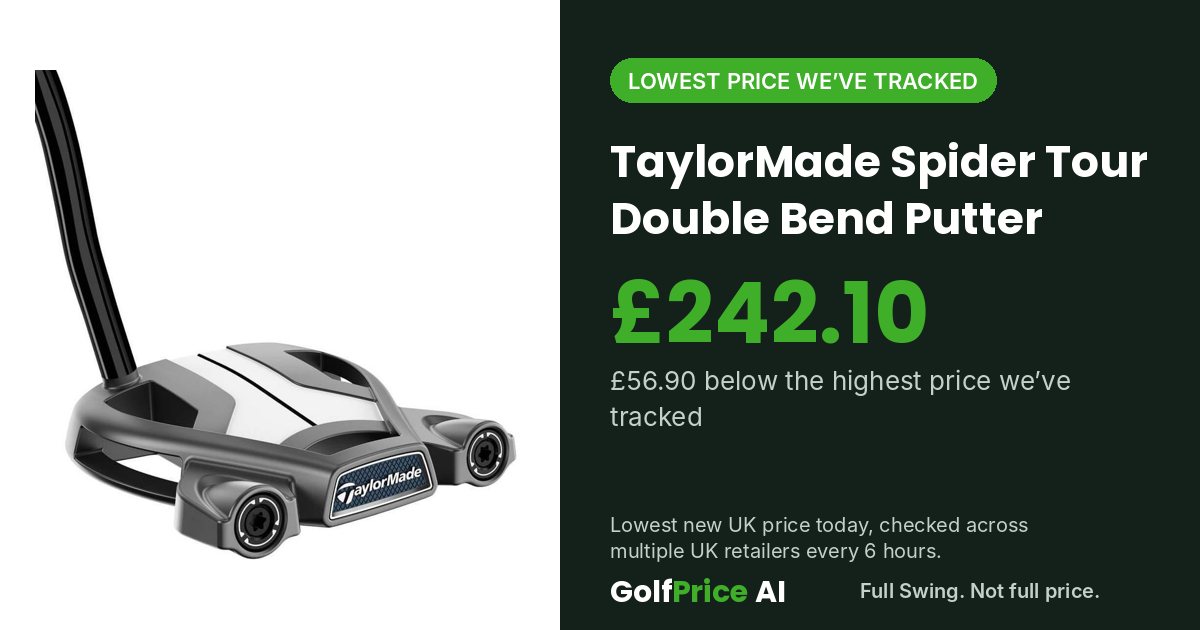 LOWEST PRICE WE’VE TRACKED
TaylorMade Spider Tour
Double Bend Putter
£242.10
£56.90 below the highest price we’ve
tracked
TaylorMade
Lowest new UK price today, checked across
multiple UK retailers every 6 hours.
GolfPrice AI
Full Swing. Not full price.